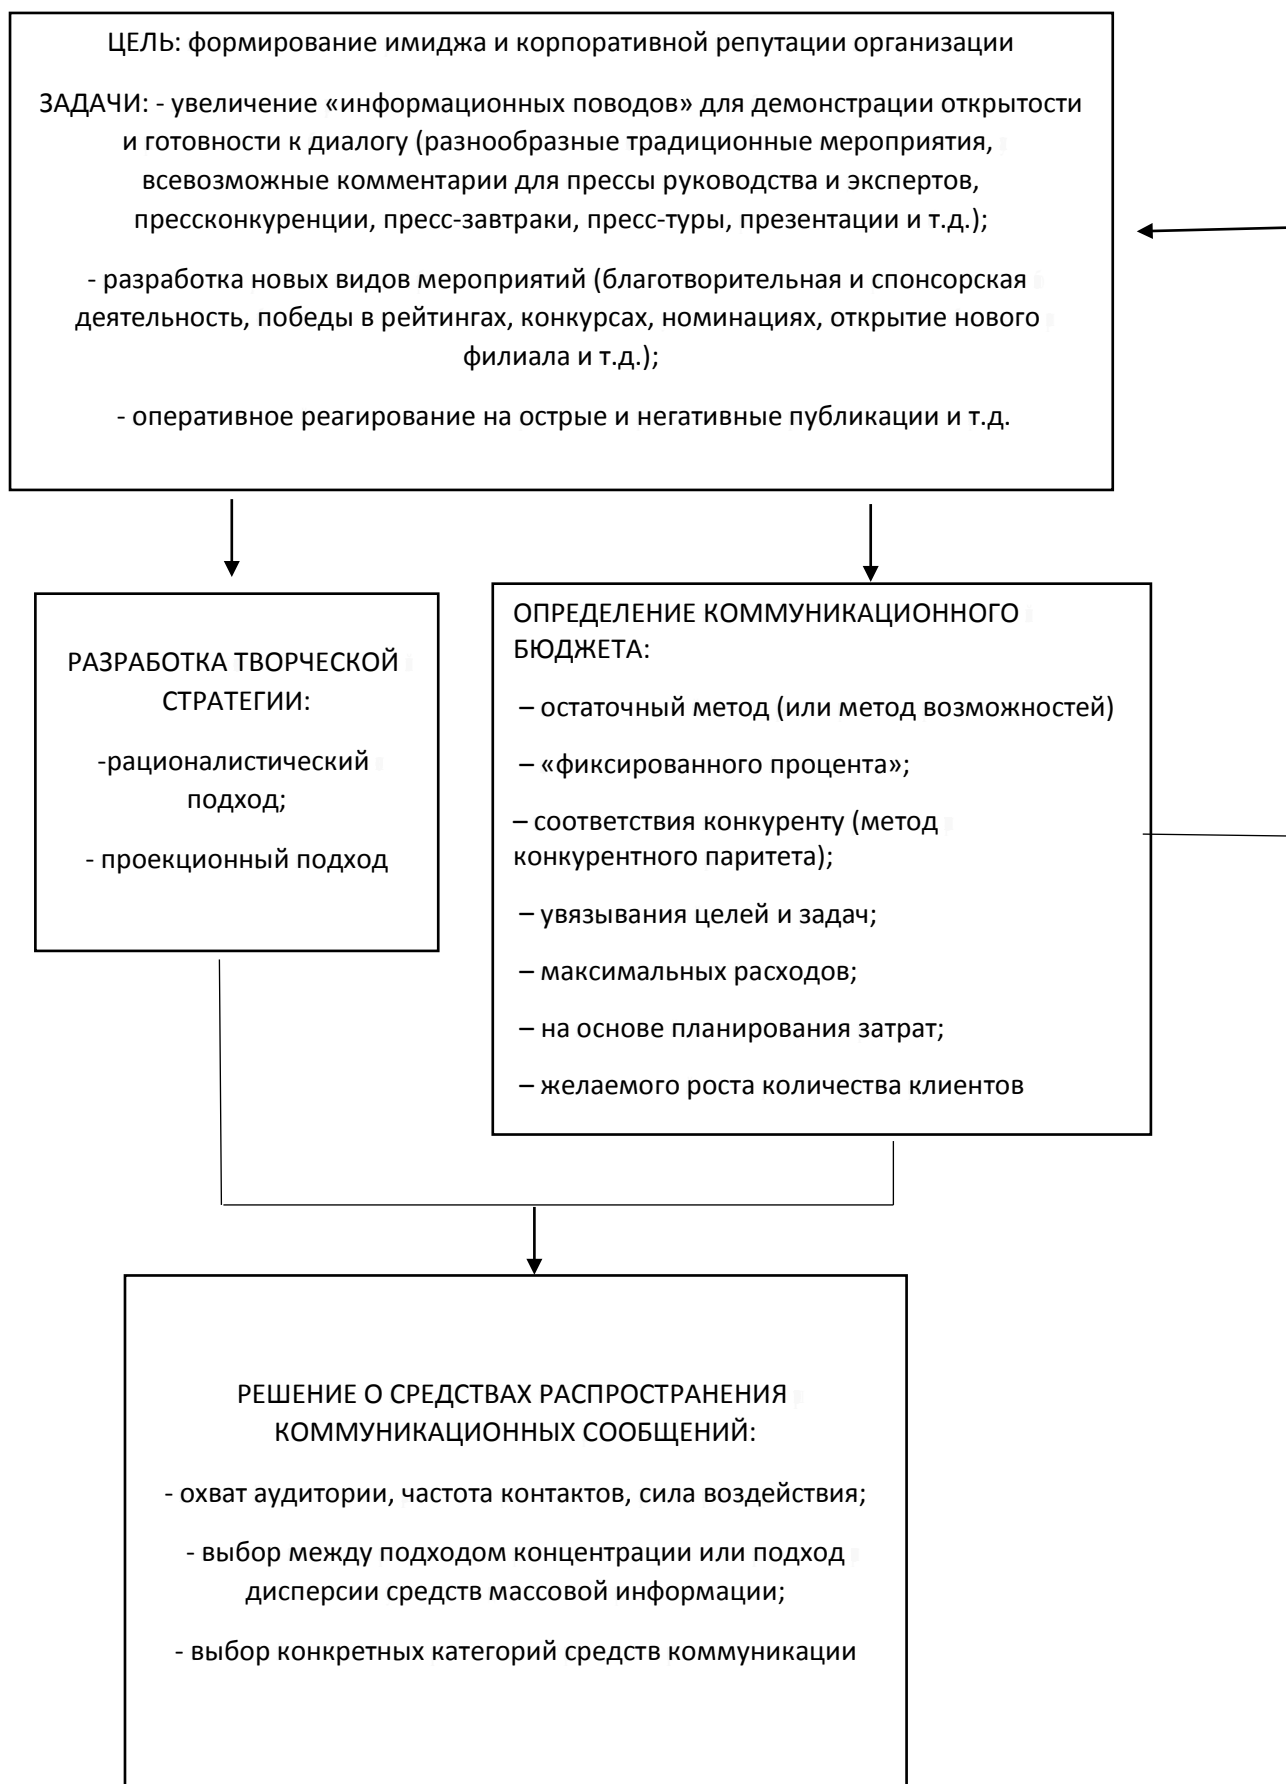 ЦЕЛЬ: формирование имиджа и корпоративной репутации организации
ЗАДАЧИ: - увеличение «информационных поводов» для демонстрации открытости
и готовности к диалогу (разнообразные традиционные мероприятия,
всевозможные комментарии для прессы руководства и экспертов,
прессконкуренции, пресс-завтраки, пресс-туры, презентации и т.д.);
- разработка новых видов мероприятий (благотворительная и спонсорская
деятельность, победы в рейтингах, конкурсах, номинациях, открытие нового
филиала и т.д.);
- оперативное реагирование на острые и негативные публикации и т.д.
РАЗРАБОТКА ТВОРЧЕСКОЙ
СТРАТЕГИИ:
-рационалистический
подход;
- проекционный подход
ОПРЕДЕЛЕНИЕ КОММУНИКАЦИОННОГО
БЮДЖЕТА:
– остаточный метод (или метод возможностей)
– «фиксированного процента»;
– соответствия конкуренту (метод
конкурентного паритета);
– увязывания целей и задач;
– максимальных расходов;
– на основе планирования затрат;
– желаемого роста количества клиентов
РЕШЕНИЕ О СРЕДСТВАХ РАСПРОСТРАНЕНИЯ
КОММУНИКАЦИОННЫХ СООБЩЕНИЙ:
- охват аудитории, частота контактов, сила воздействия;
- выбор между подходом концентрации или подход
дисперсии средств массовой информации;
- выбор конкретных категорий средств коммуникации